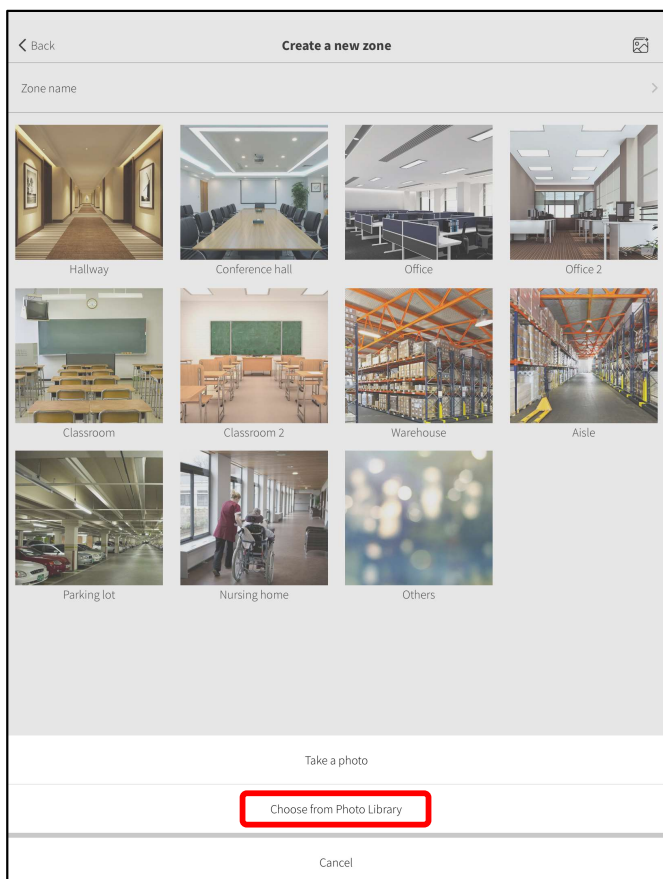 Back
Create a new zone
Zone name
Hallway
Conference hall
Office
Office 2
Classroom
Classroom 2
Warehouse
Aisle
Parking lot
Nursing home
Others
Take a photo
Choose from Photo Library
Cancel